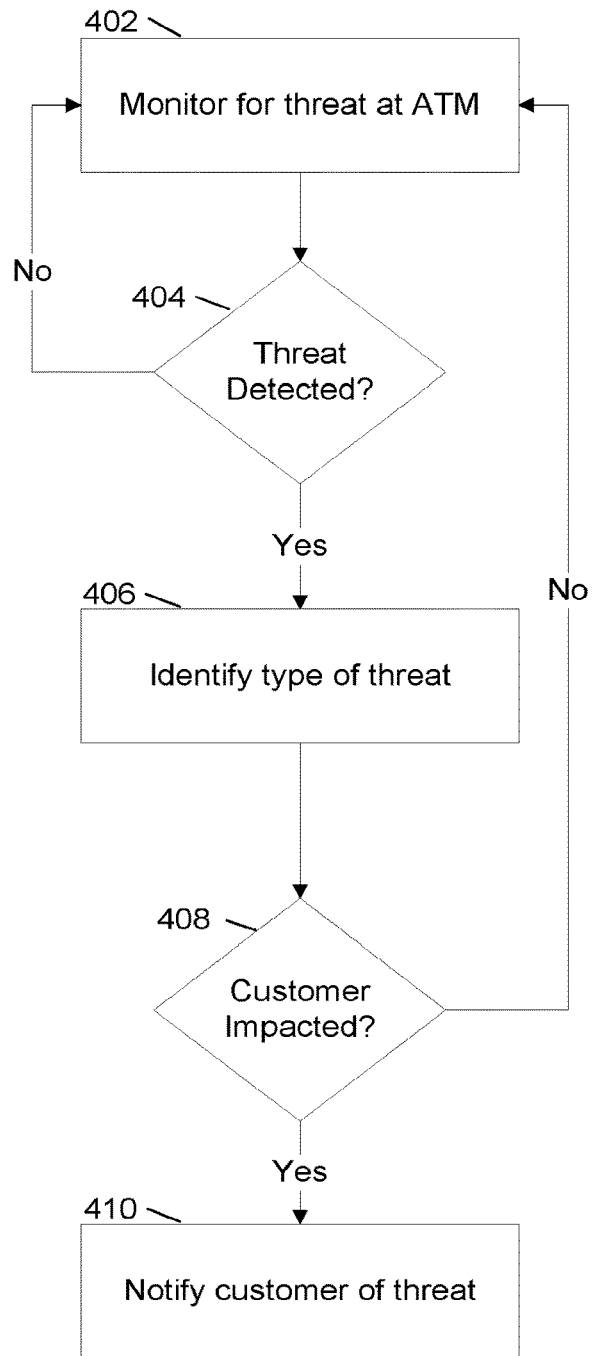 402
Monitor for threat at ATM
No
404
Threat
Detected?
Yes
406
No
Identify type of threat
408
Customer
Impacted?
Yes
410
Notify customer of threat